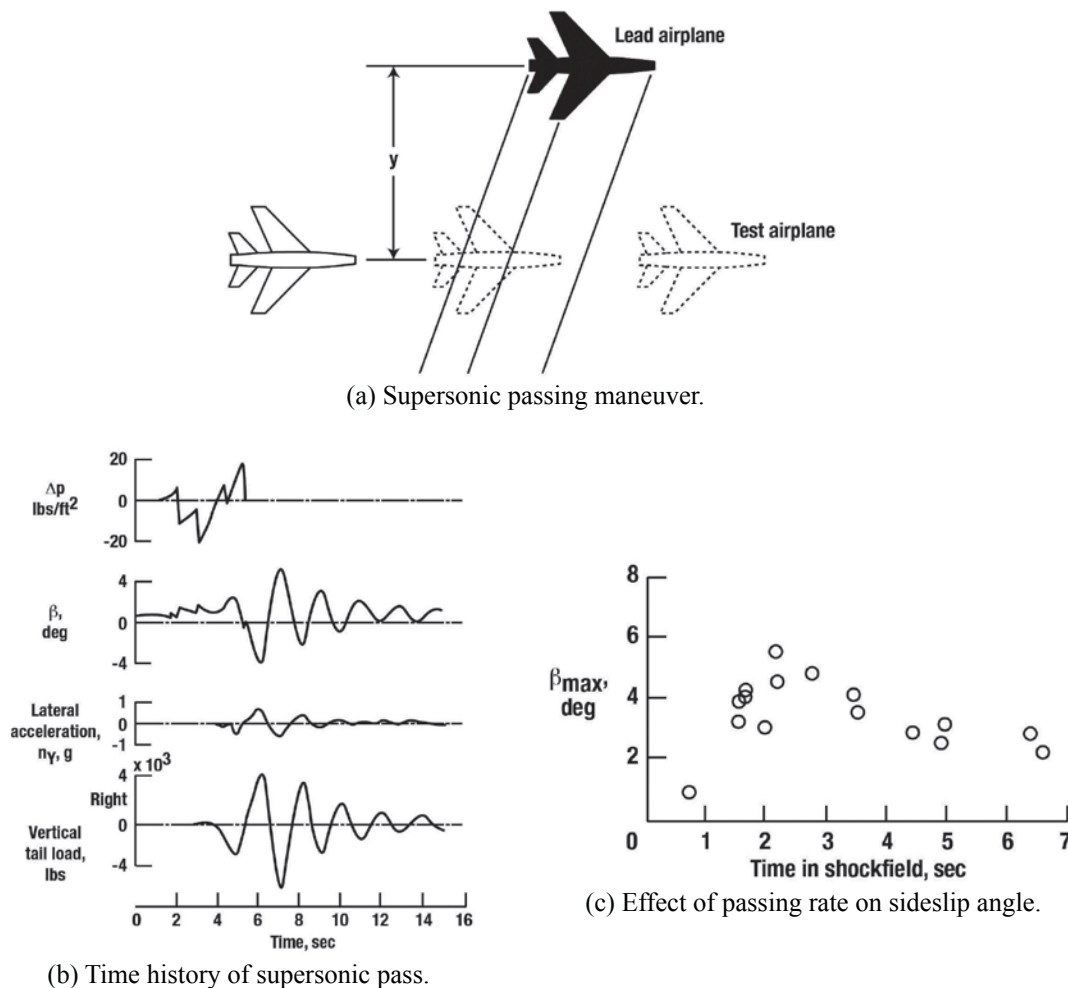 Lead airplane
y
Test airplane
(a) Supersonic passing maneuver.
20
Δp
lbs/ft²
0
-20
4
β,
deg
0
-4
1
Lateral
acceleration,
nY, g
0
-1
x 10³
4
Right
0
Vertical
tail load,
lbs
-4
0 2 4 6 8 10 12 14 16
Time, sec
(b) Time history of supersonic pass.
8
6
βmax,
deg
4
2
0 1 2 3 4 5 6 7
Time in shockfield, sec
(c) Effect of passing rate on sideslip angle.